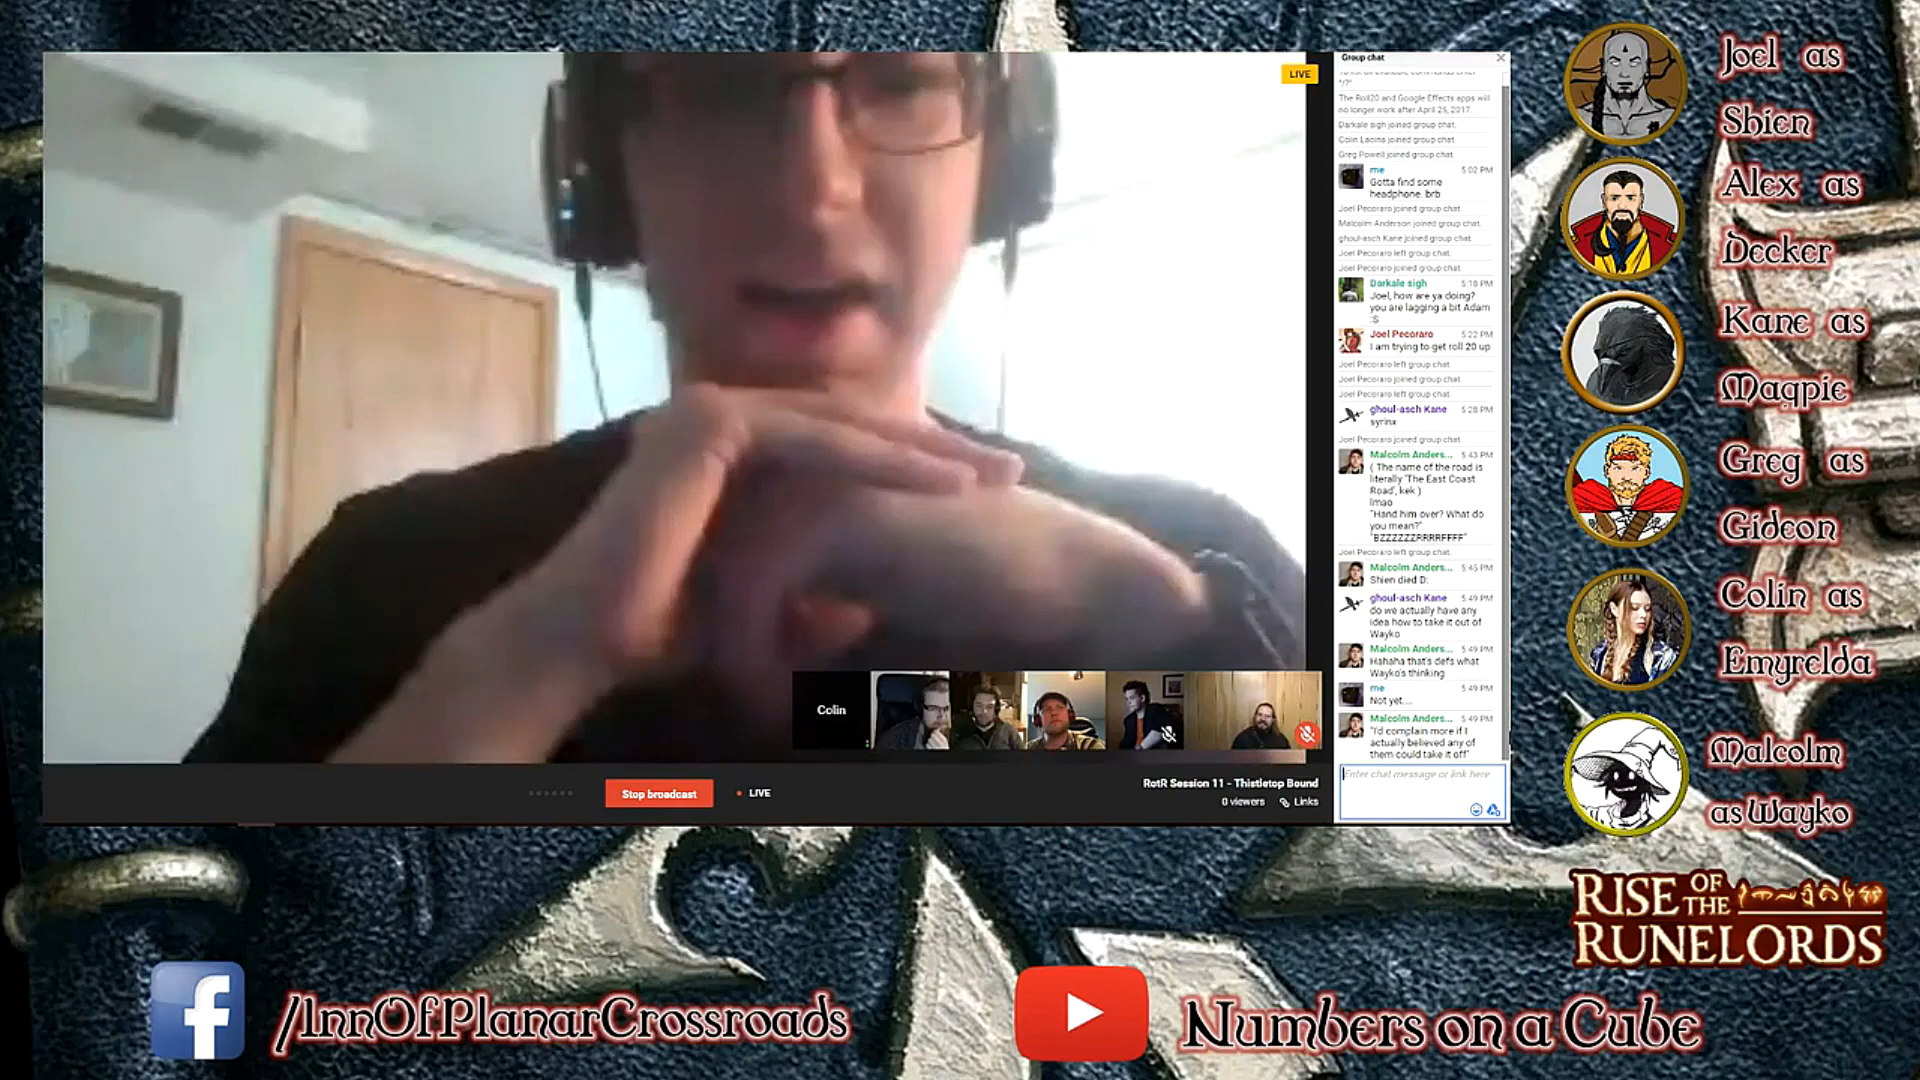 LIVE
Group chat
The Roll20 and Google Effects apps will
no longer work after April 25, 2017.
Darkale sigh joined group chat.
Colin Lacina joined group chat.
Greg Powell joined group chat.
me 5:02 PM
Gotta find some
headphone. brb
Joel Pecoraro joined group chat.
Malcolm Anderson joined group chat.
ghoul-asch Kane joined group chat.
Joel Pecoraro left group chat.
Joel Pecoraro joined group chat.
Darkale sigh 5:18 PM
Joel, how are ya doing?
you are lagging a bit Adam
:S
Joel Pecoraro 5:22 PM
I am trying to get roll 20 up
Joel Pecoraro left group chat.
Joel Pecoraro joined group chat.
Joel Pecoraro left group chat.
ghoul-asch Kane 5:28 PM
syrinx
Joel Pecoraro joined group chat.
Malcolm Anders... 5:43 PM
( The name of the road is
literally 'The East Coast
Road', kek )
lmao
"Hand him over? What do
you mean?"
"BZZZZZZRRRRFFFF"
Joel Pecoraro left group chat.
Malcolm Anders... 5:45 PM
Shien died D:
ghoul-asch Kane 5:49 PM
do we actually have any
idea how to take it out of
Wayko
Malcolm Anders... 5:49 PM
Hahaha that's defs what
Wayko's thinking
me 5:49 PM
Not yet....
Malcolm Anders... 5:49 PM
"I'd complain more if I
actually believed any of
them could take it off"
Enter chat message or link here
Colin
Stop broadcast
LIVE
RotR Session 11 - Thistletop Bound
0 viewers Links
Joel as
Shien
Alex as
Decker
Kane as
Magpie
Greg as
Gideon
Colin as
Emyrelda
Malcolm
as Wayko
RISE OF THE
RUNELORDS
f /InnOfPlanarCrossroads
Numbers on a Cube